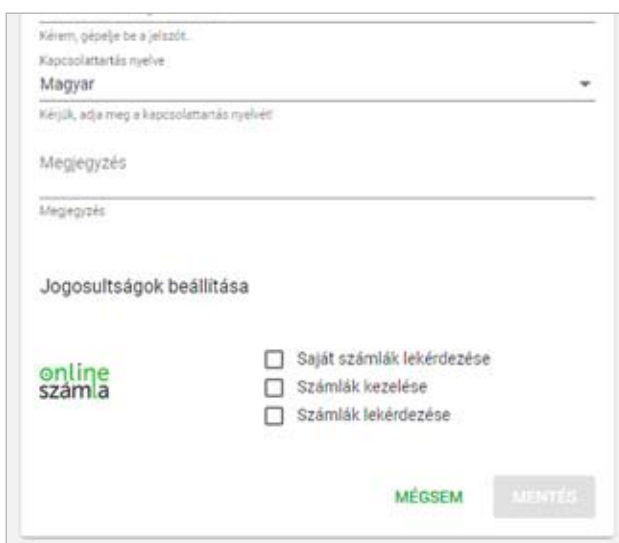 Kérem, gépelje be a jelszót.
Kapcsolattartás nyelve
Magyar
Kérjük, adja meg a kapcsolattartás nyelvét!
Megjegyzés
Megjegyzés
Jogosultságok beállítása
online
számla
Saját számlák lekérdezése
Számlák kezelése
Számlák lekérdezése
MÉGSEM MENTÉS